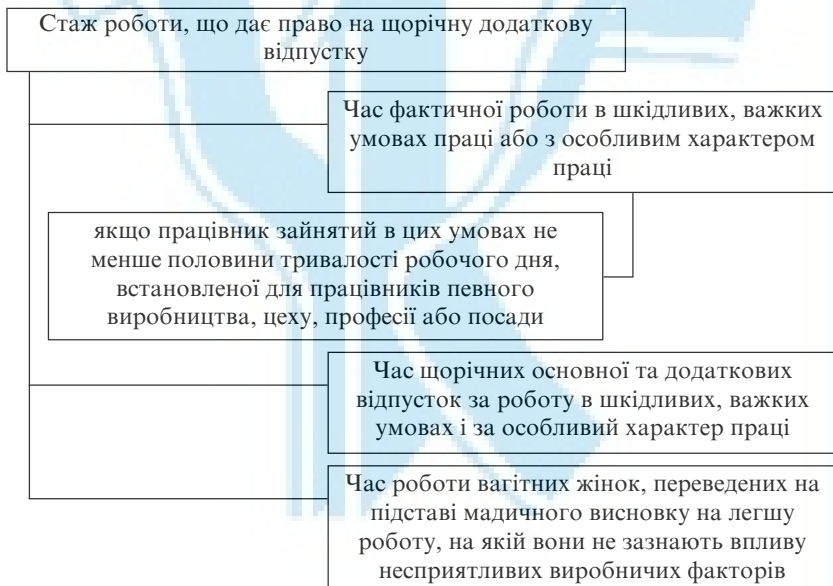 Стаж роботи, що дає право на щорічну додаткову
відпустку
Час фактичної роботи в шкідливих, важких
умовах праці або з особливим характером
праці
якщо працівник зайнятий в цих умовах не
менше половини тривалості робочого дня,
встановленої для працівників певного
виробництва, цеху, професії або посади
Час щорічних основної та додаткових
відпусток за роботу в шкідливих, важких
умовах і за особливий характер праці
Час роботи вагітних жінок, переведених на
підставі мадичного висновку на легшу
роботу, на якій вони не зазнають впливу
несприятливих виробничих факторів